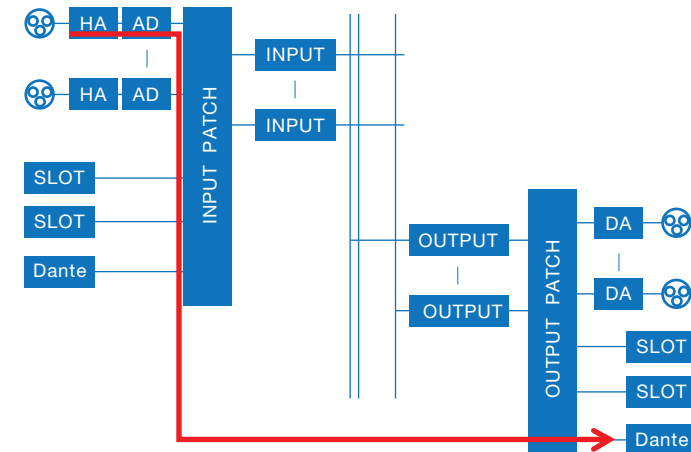 HA AD
INPUT
HA AD
INPUT
INPUT PATCH
SLOT
SLOT
Dante
OUTPUT
OUTPUT
OUTPUT PATCH
DA
DA
SLOT
SLOT
Dante